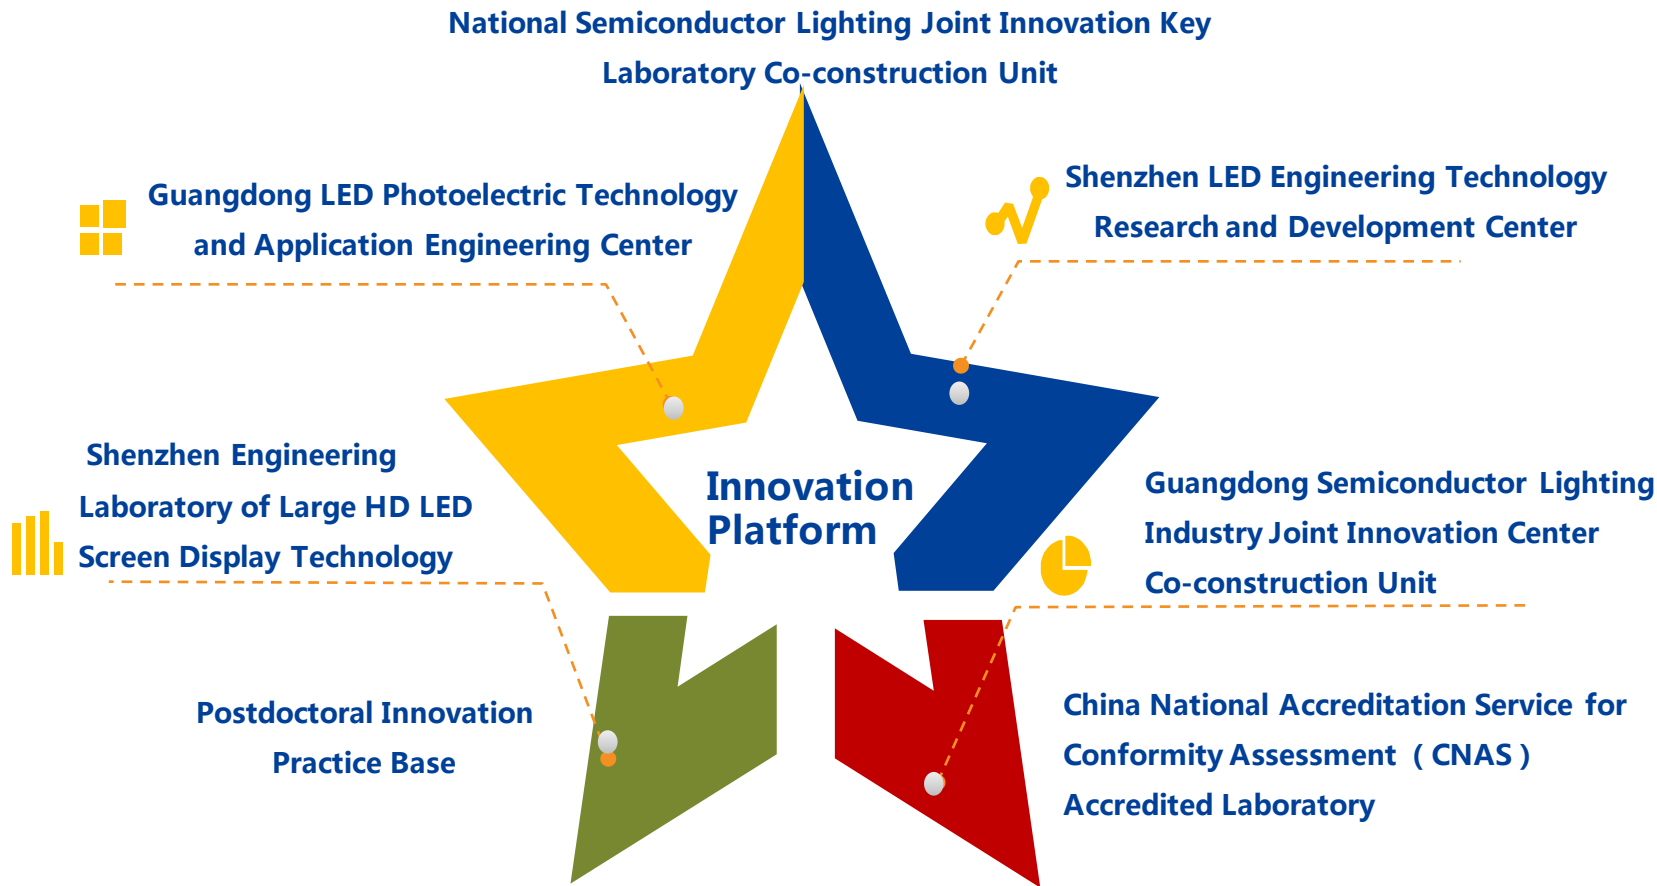 National Semiconductor Lighting Joint Innovation Key
Laboratory Co-construction Unit
Guangdong LED Photoelectric Technology
and Application Engineering Center
Shenzhen LED Engineering Technology
Research and Development Center
Shenzhen Engineering
Laboratory of Large HD LED
Screen Display Technology
Innovation
Platform
Guangdong Semiconductor Lighting
Industry Joint Innovation Center
Co-construction Unit
Postdoctoral Innovation
Practice Base
China National Accreditation Service for
Conformity Assessment （CNAS）
Accredited Laboratory